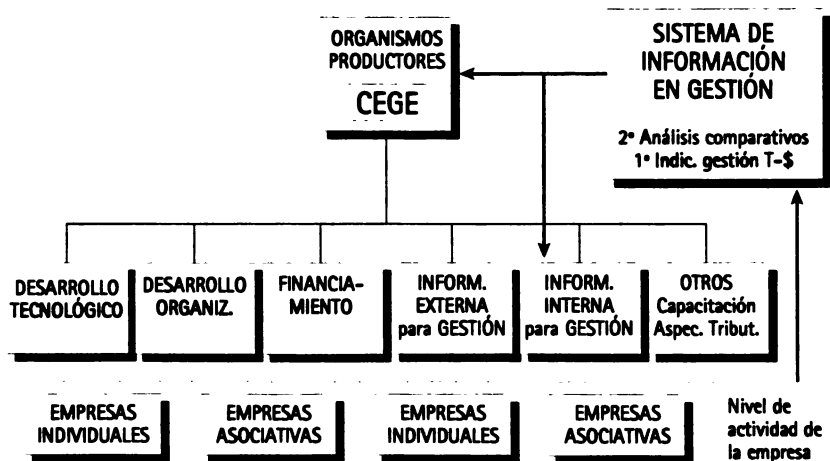 ORGANISMOS
PRODUCTORES
CEGE
SISTEMA DE
INFORMACIÓN
EN GESTIÓN
2º Análisis comparativos
1º Indic. gestión T-$
DESARROLLO
TECNOLÓGICO
DESARROLLO
ORGANIZ.
FINANCIA-
MIENTO
INFORM.
EXTERNA
para GESTIÓN
INFORM.
INTERNA
para GESTIÓN
OTROS
Capacitación
Aspec. Tribut.
EMPRESAS
INDIVIDUALES
EMPRESAS
ASOCIATIVAS
EMPRESAS
INDIVIDUALES
EMPRESAS
ASOCIATIVAS
Nivel de
actividad de
la empresa